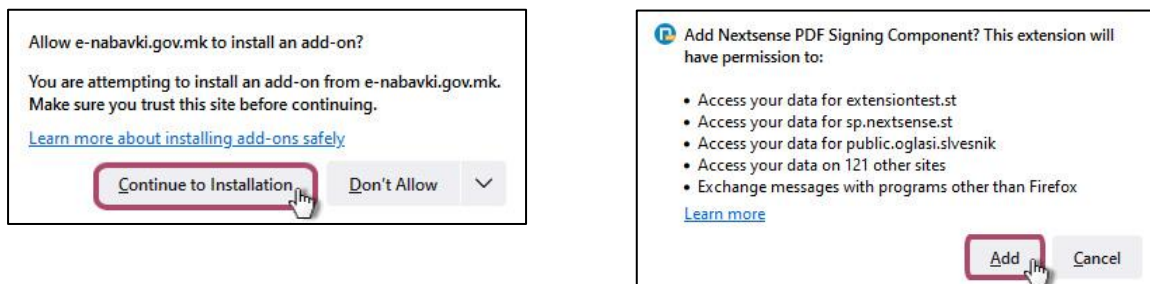 Allow e-nabavki.gov.mk to install an add-on?
You are attempting to install an add-on from e-nabavki.gov.mk.
Make sure you trust this site before continuing.
Learn more about installing add-ons safely
Continue to Installation
Don't Allow
Add Nextsense PDF Signing Component? This extension will
have permission to:
• Access your data for extensiontest.st
• Access your data for sp.nextsense.st
• Access your data for public.oglasi.slvesnik
• Access your data on 121 other sites
• Exchange messages with programs other than Firefox
Learn more
Add
Cancel